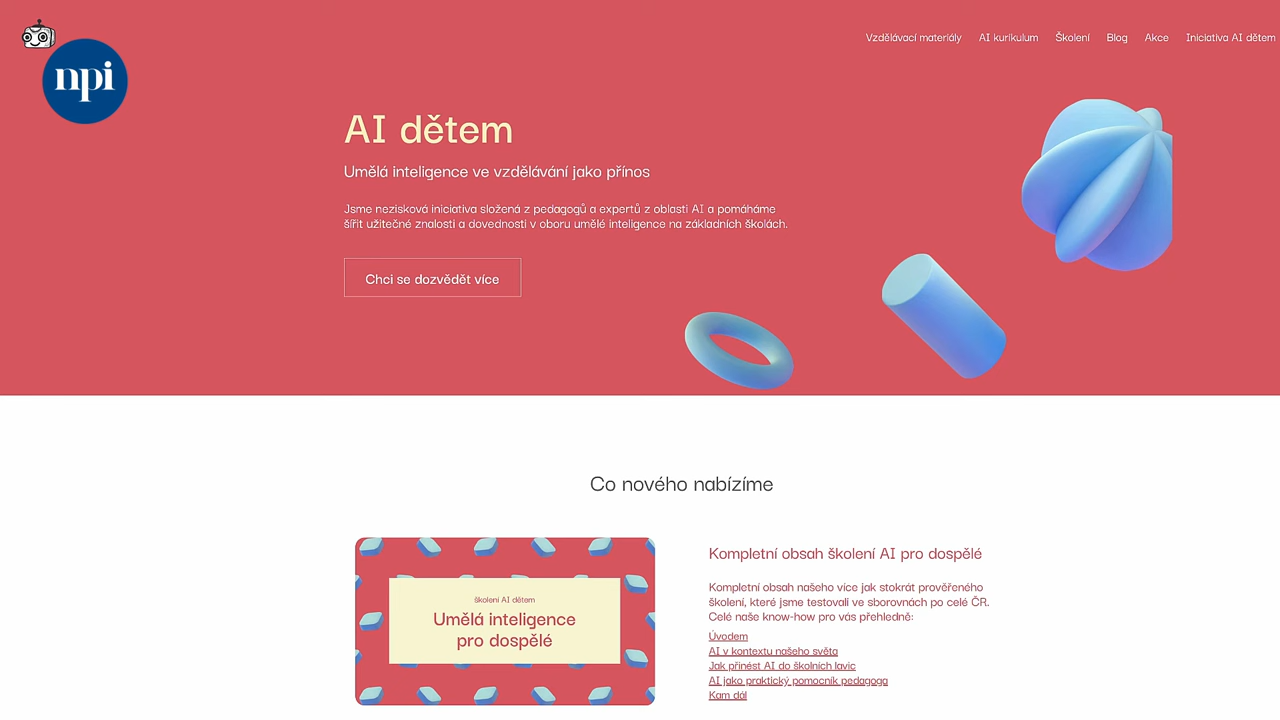 Vzdělávací materiály AI kurikulum Školení Blog Akce Iniciativa AI dětem
npi
AI dětem
Umělá inteligence ve vzdělávání jako přínos
Jsme nezisková iniciativa složená z pedagogů a expertů z oblasti AI a pomáháme
šířit užitečné znalosti a dovednosti v oboru umělé inteligence na základních školách.
Chci se dozvědět více
Co nového nabízíme
školení AI dětem
Umělá inteligence
pro dospělé
Kompletní obsah školení AI pro dospělé
Kompletní obsah našeho více jak stokrát prověřeného
školení, které jsme testovali ve sborovnách po celé ČR.
Celé naše know-how pro vás přehledně:
Úvodem
AI v kontextu našeho světa
Jak přinést AI do školních lavic
AI jako praktický pomocník pedagoga
Kam dál